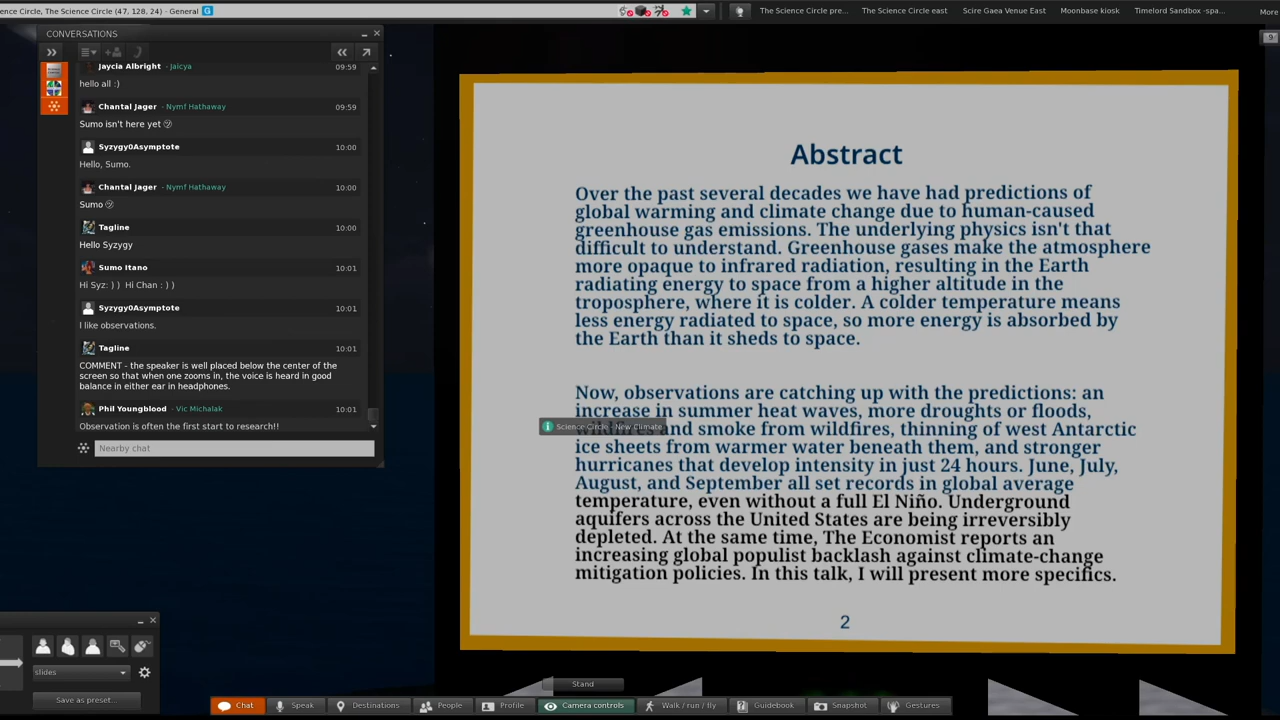 e Science Circle, The Science Circle (47, 128, 24) - General G
The Science Circle pre...
The Science Circle east
Scire Gaea Venue East
Moonbase kiosk
Timelord Sandbox -spa...
More
9
CONVERSATIONS
Jaycia Albright - Jaicya 09:59
hello all :)
Chantal Jager - Nymf Hathaway 09:59
Sumo isn't here yet ツ
Syzygy0Asymptote 10:00
Hello, Sumo.
Chantal Jager - Nymf Hathaway 10:00
Sumo ツ
Tagline 10:00
Hello Syzygy
Sumo Itano 10:01
Hi Syz: ) ) Hi Chan : ) )
Syzygy0Asymptote 10:01
I like observations.
Tagline 10:01
COMMENT - the speaker is well placed below the center of the
screen so that when one zooms in, the voice is heard in good
balance in either ear in headphones.
Phil Youngblood - Vic Michalak 10:01
Observation is often the first start to research!!
Nearby chat
Abstract
Over the past several decades we have had predictions of
global warming and climate change due to human-caused
greenhouse gas emissions. The underlying physics isn't that
difficult to understand. Greenhouse gases make the atmosphere
more opaque to infrared radiation, resulting in the Earth
radiating energy to space from a higher altitude in the
troposphere, where it is colder. A colder temperature means
less energy radiated to space, so more energy is absorbed by
the Earth than it sheds to space.
Now, observations are catching up with the predictions: an
increase in summer heat waves, more droughts or floods,
wildfires and smoke from wildfires, thinning of west Antarctic
ice sheets from warmer water beneath them, and stronger
hurricanes that develop intensity in just 24 hours. June, July,
August, and September all set records in global average
temperature, even without a full El Niño. Underground
aquifers across the United States are being irreversibly
depleted. At the same time, The Economist reports an
increasing global populist backlash against climate-change
mitigation policies. In this talk, I will present more specifics.
2
Science Circle - New Climate
slides
Save as preset...
Stand
Chat
Speak
Destinations
People
Profile
Camera controls
Walk / run / fly
Guidebook
Snapshot
Gestures